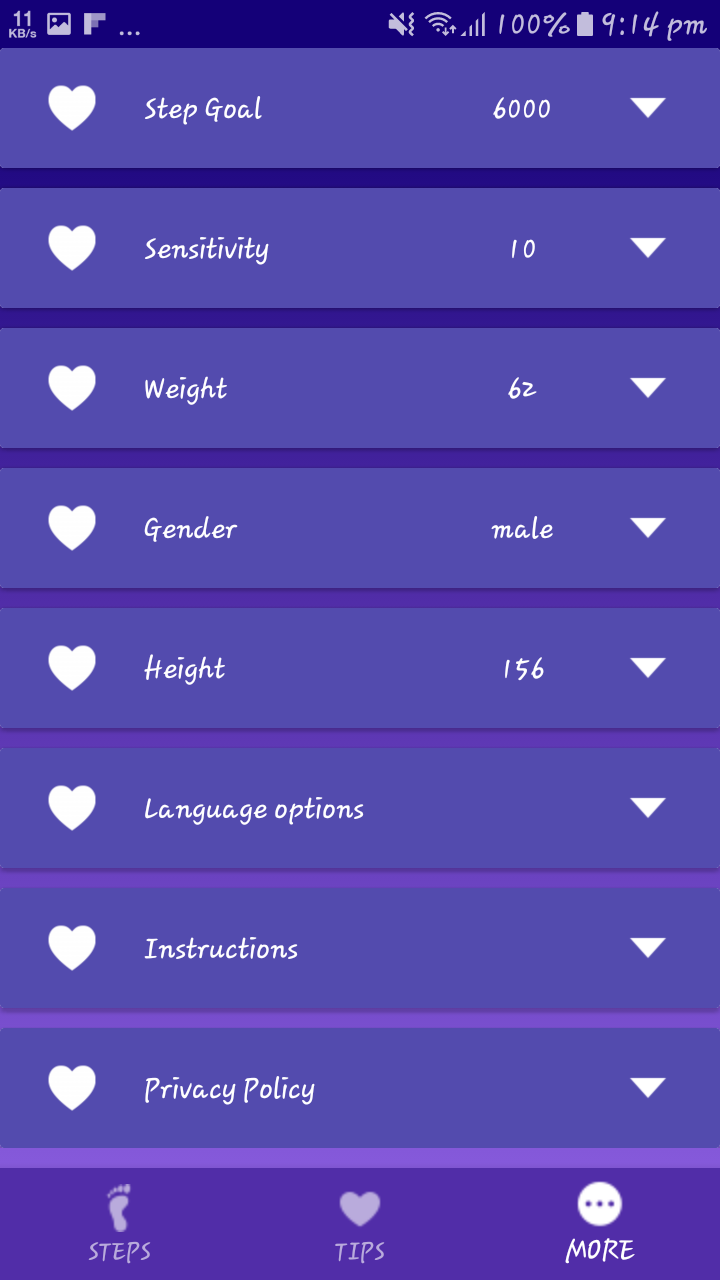 11
KB/s
... 100% 9:14 pm
Step Goal 6000
Sensitivity 10
Weight 62
Gender male
Height 156
Language options
Instructions
Privacy Policy
STEPS TIPS MORE